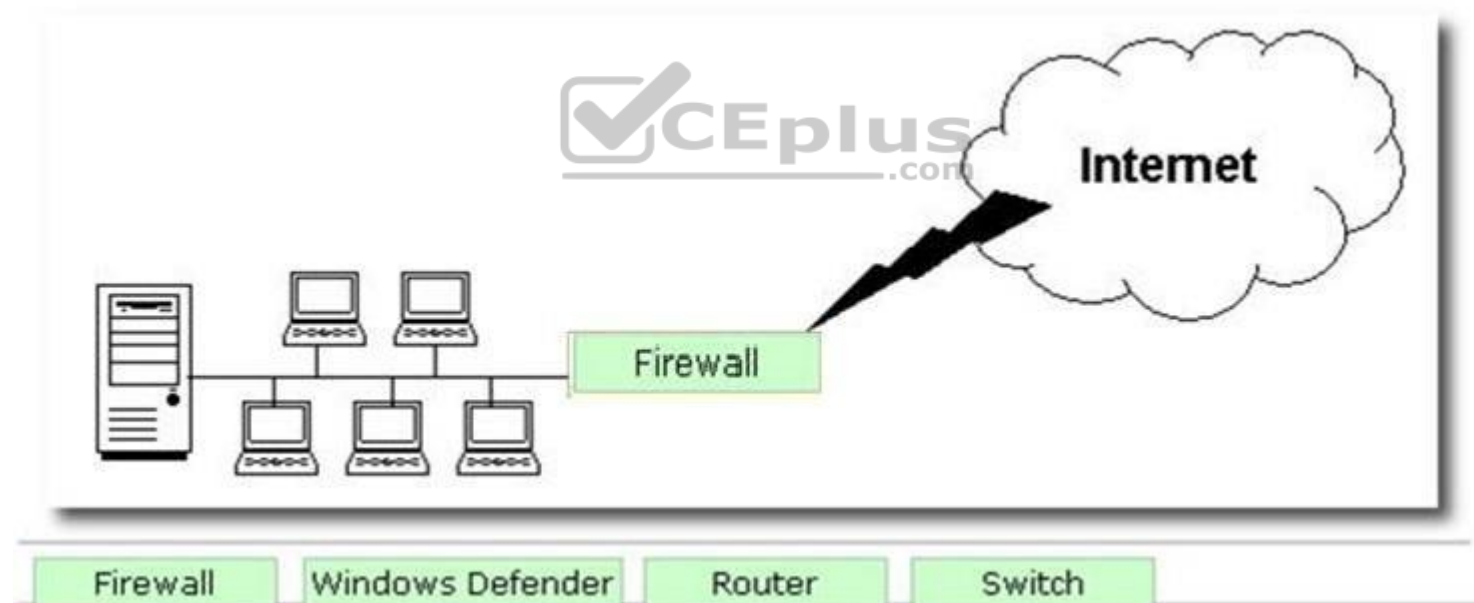 CEplus
.com
Internet
Firewall
Firewall
Windows Defender
Router
Switch